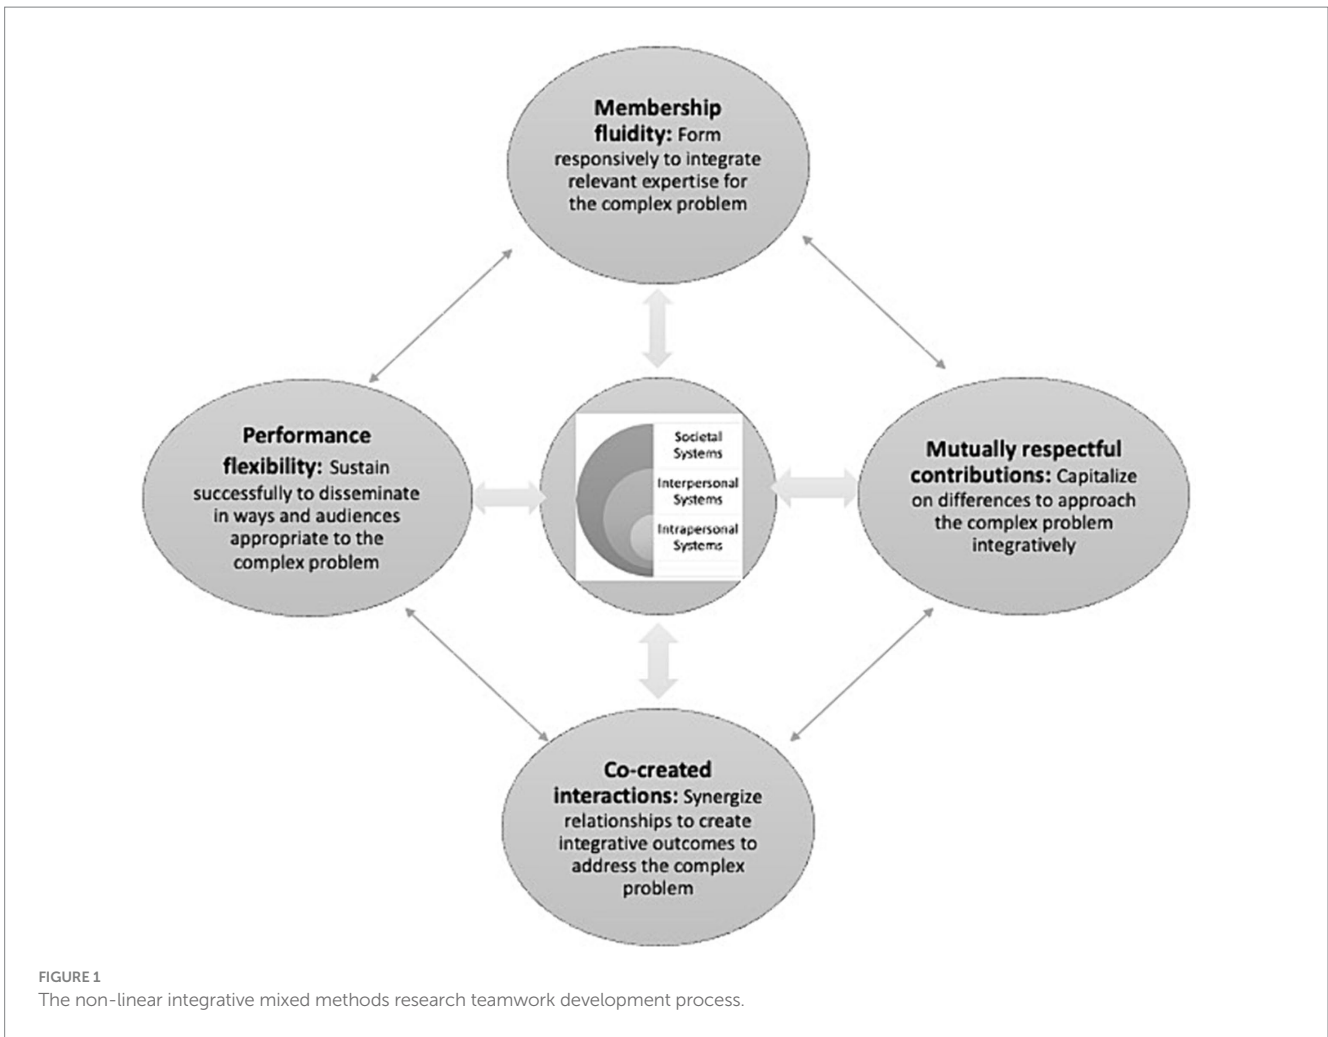 Membership
fluidity: Form
responsively to integrate
relevant expertise for
the complex problem
Performance
flexibility: Sustain
successfully to disseminate
in ways and audiences
appropriate to the
complex problem
Societal
Systems
Interpersonal
Systems
Intrapersonal
Systems
Mutually respectful
contributions: Capitalize
on differences to approach
the complex problem
integratively
Co-created
interactions: Synergize
relationships to create
integrative outcomes to
address the complex
problem
FIGURE 1
The non-linear integrative mixed methods research teamwork development process.